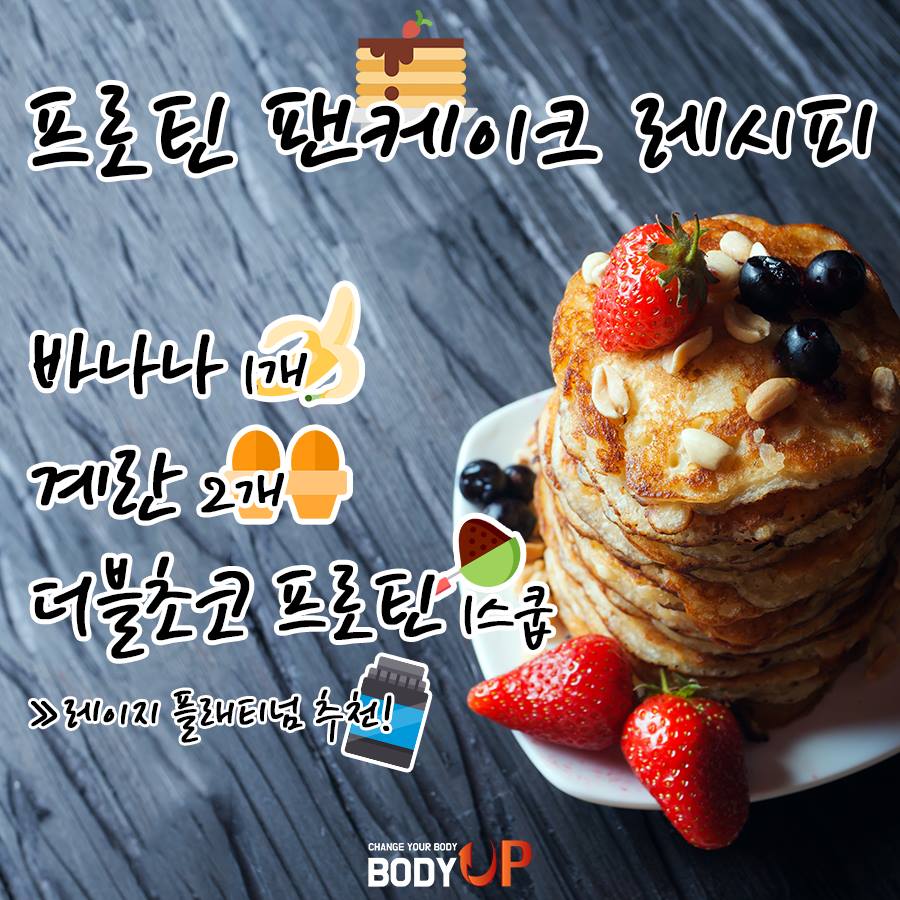 프로틴 팬케이크 레시피
바나나 1개
계란 2개
더블초코 프로틴 1스쿱
>>레이지 플래티넘 추천!
CHANGE YOUR BODY
BODY UP